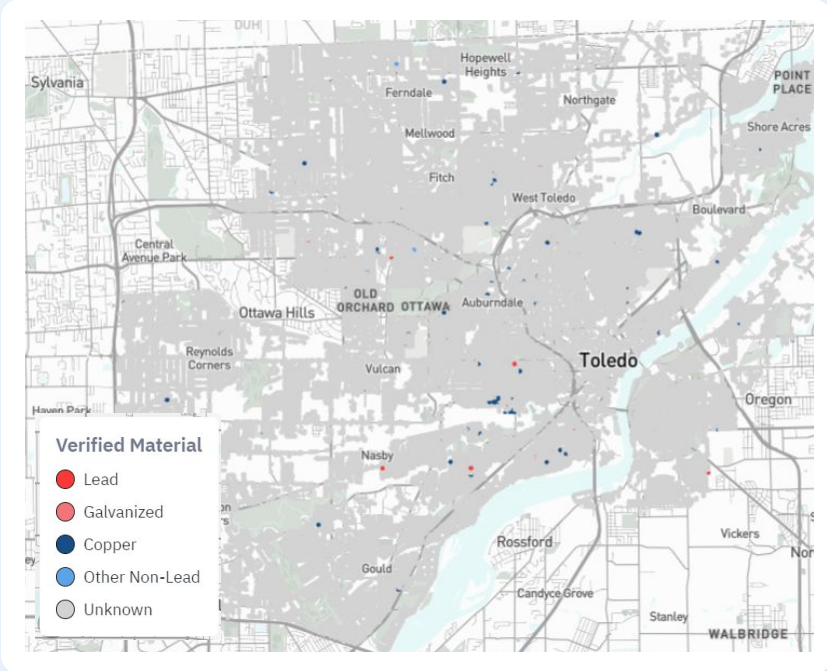 DUH
Sylvania
Hopewell
Heights
POINT
PLACE
Ferndale
Northgate
Mellwood
Shore Acres
Fitch
West Toledo
Boulevard
Central
Avenue Park
OLD
ORCHARD
OTTAWA
Auburndale
Ottawa Hills
Reynolds
Corners
Vulcan
Toledo
Haven Park
Oregon
Verified Material
Lead
Galvanized
Copper
Other Non-Lead
Unknown
Nasby
Rossford
Vickers
Gould
Candyce Grove
Stanley
WALBRIDGE